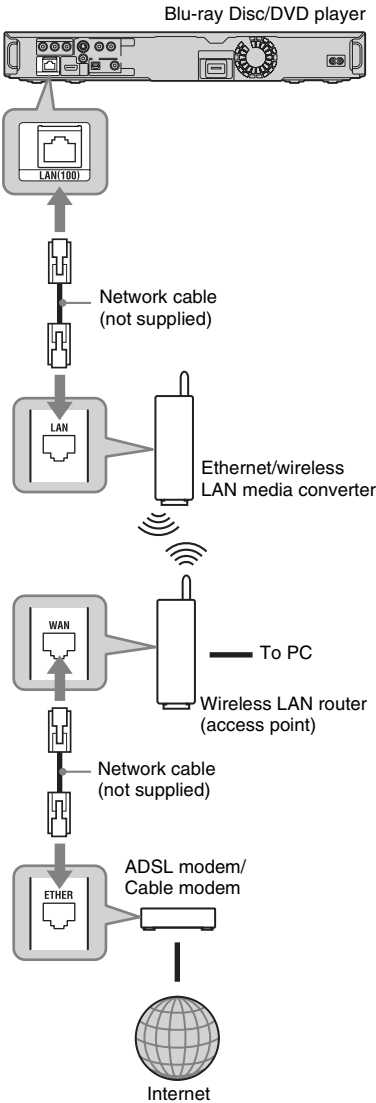 Blu-ray Disc/DVD player
LAN(100)
Network cable
(not supplied)
LAN
Ethernet/wireless
LAN media converter
WAN
To PC
Wireless LAN router
(access point)
Network cable
(not supplied)
ADSL modem/
Cable modem
ETHER
Internet